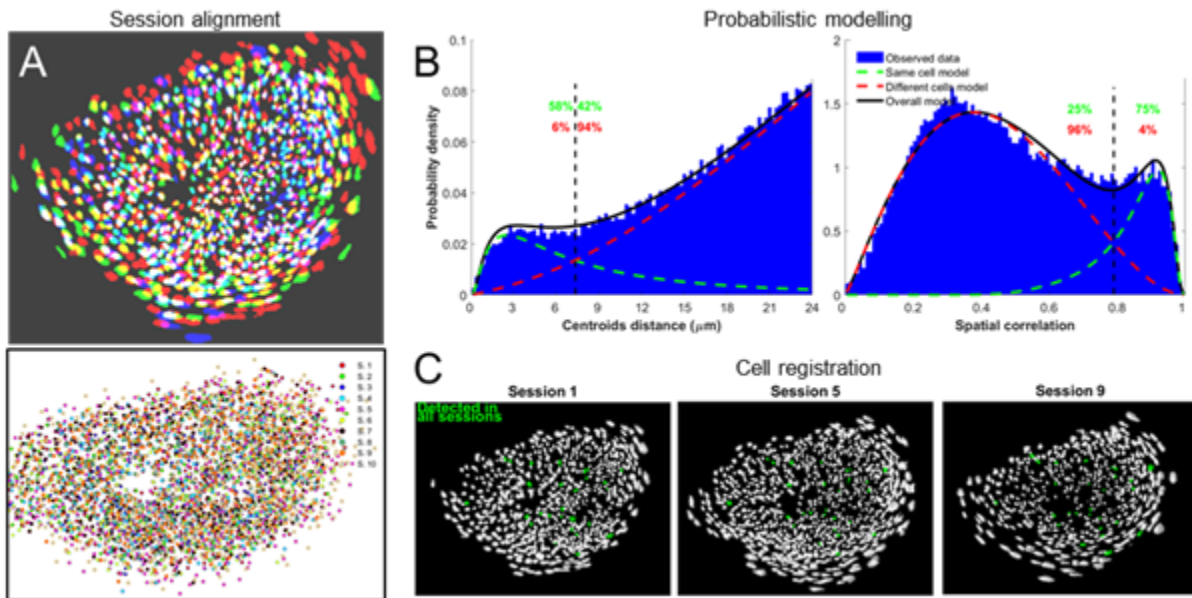 Session alignment
Probabilistic modelling
A
B
0.1
0.08
0.06
0.04
0.02
0
Probability density
58% 42%
6% 94%
0 3 6 9 12 15 18 21 24
Centroids distance (μm)
2
1.5
1
0.5
0
Observed data
Same cell model
Different cells model
Overall model
25% 75%
96% 4%
0 0.2 0.4 0.6 0.8 1
Spatial correlation
S. 1
S. 2
S. 3
S. 4
S. 5
S. 6
S. 7
S. 8
S. 9
S. 10
C
Cell registration
Session 1
Session 5
Session 9
Detected in
all sessions